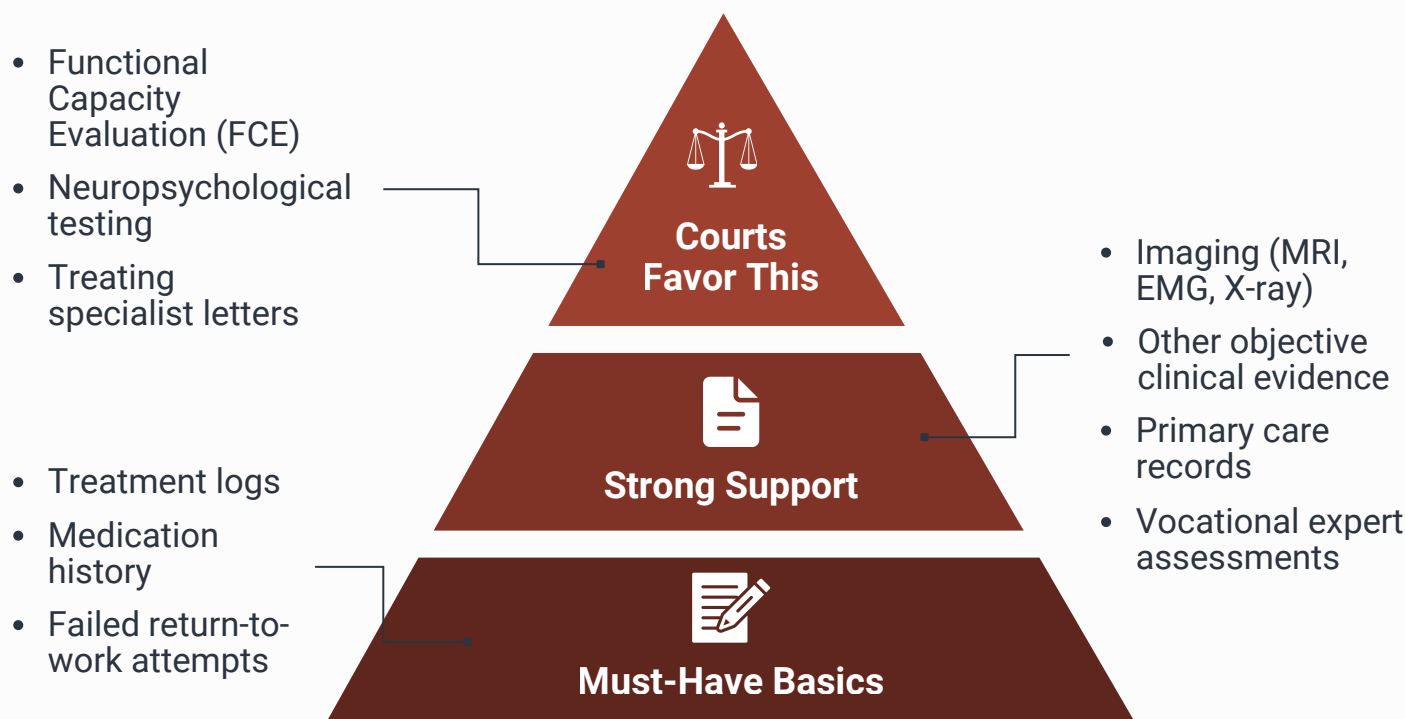 • Functional
Capacity
Evaluation (FCE)
• Neuropsychological
testing
• Treating
specialist letters
Courts
Favor This
• Imaging (MRI,
EMG, X-ray)
• Other objective
clinical evidence
• Primary care
records
• Vocational expert
assessments
Strong Support
• Treatment logs
• Medication
history
• Failed return-to-
work attempts
Must-Have Basics